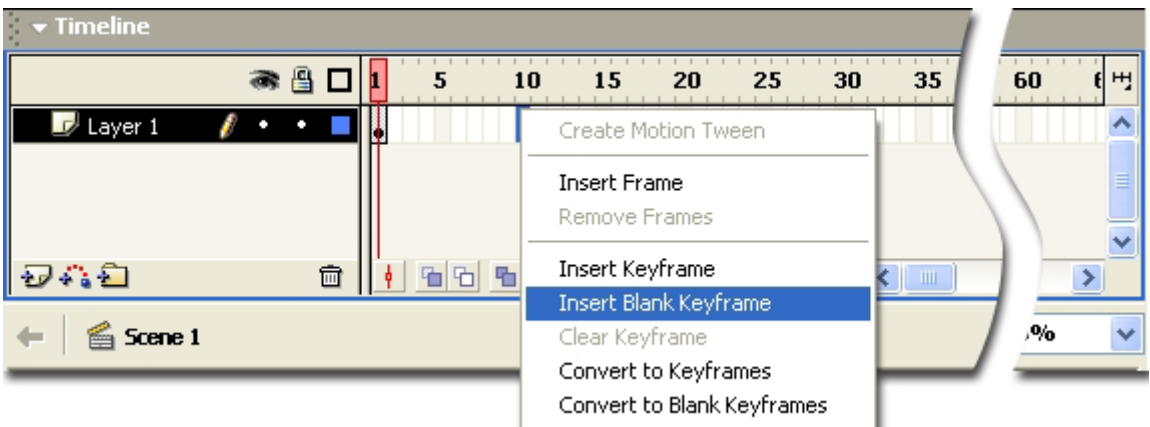 Timeline
1 5 10 15 20 25 30 35 60
Layer 1
Create Motion Tween
Insert Frame
Remove Frames
Insert Keyframe
Insert Blank Keyframe
Clear Keyframe
Convert to Keyframes
Convert to Blank Keyframes
Scene 1
%